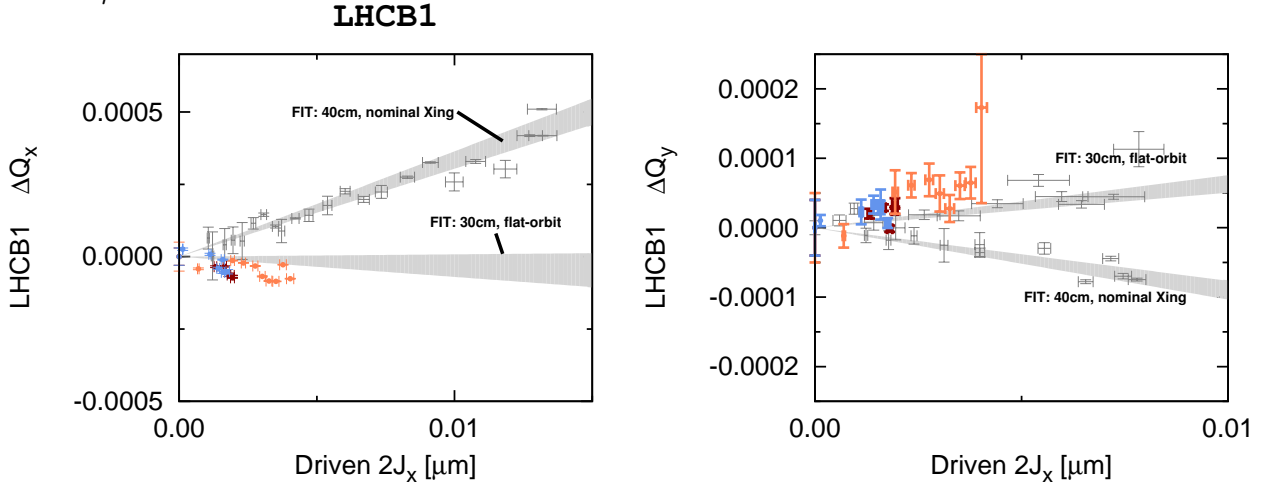 LHCB1
LHCB1 ΔQx
0.0005
0.0000
-0.0005
0.00
0.01
Driven 2Jx [μm]
FIT: 40cm, nominal Xing
FIT: 30cm, flat-orbit
LHCB1 ΔQy
0.0002
0.0001
0.0000
-0.0001
-0.0002
0.00
0.01
Driven 2Jx [μm]
FIT: 30cm, flat-orbit
FIT: 40cm, nominal Xing